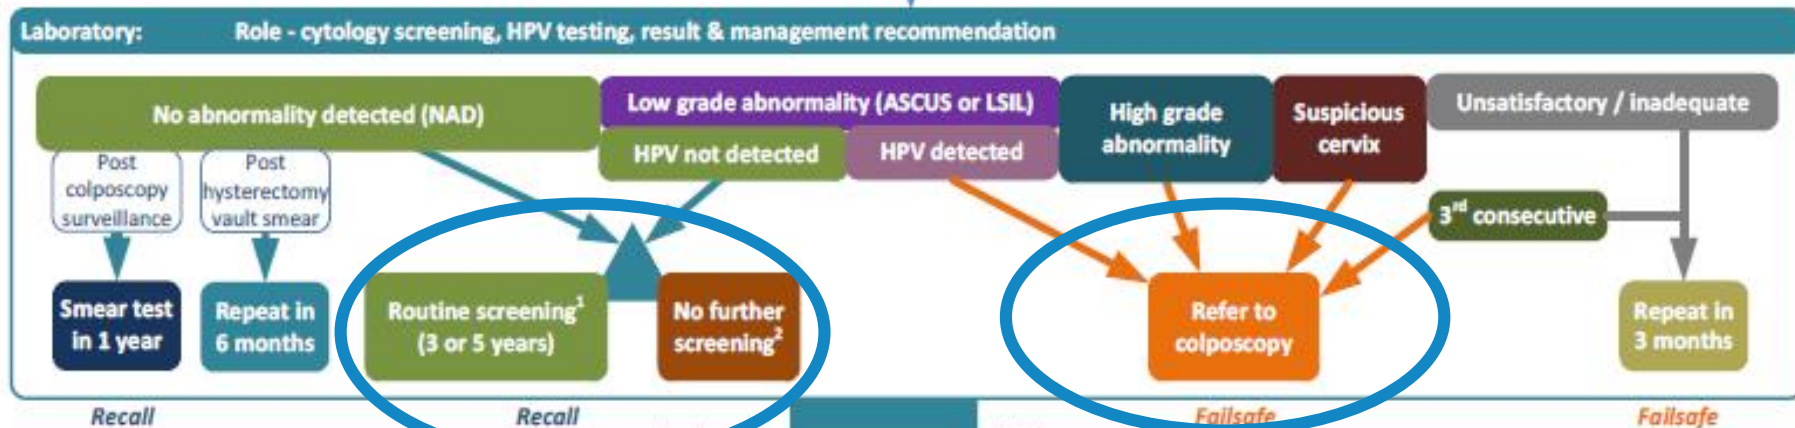 Laboratory: Role - cytology screening, HPV testing, result & management recommendation
No abnormality detected (NAD)
Low grade abnormality (ASCUS or LSIL)
HPV not detected
HPV detected
High grade
abnormality
Suspicious
cervix
Unsatisfactory / inadequate
Post
colposcopy
surveillance
Post
hysterectomy
vault smear
3rd consecutive
Smear test
in 1 year
Repeat in
6 months
Routine screening1
(3 or 5 years)
No further
screening2
Refer to
colposcopy
Repeat in
3 months
Recall
Recall
Failsafe
Failsafe